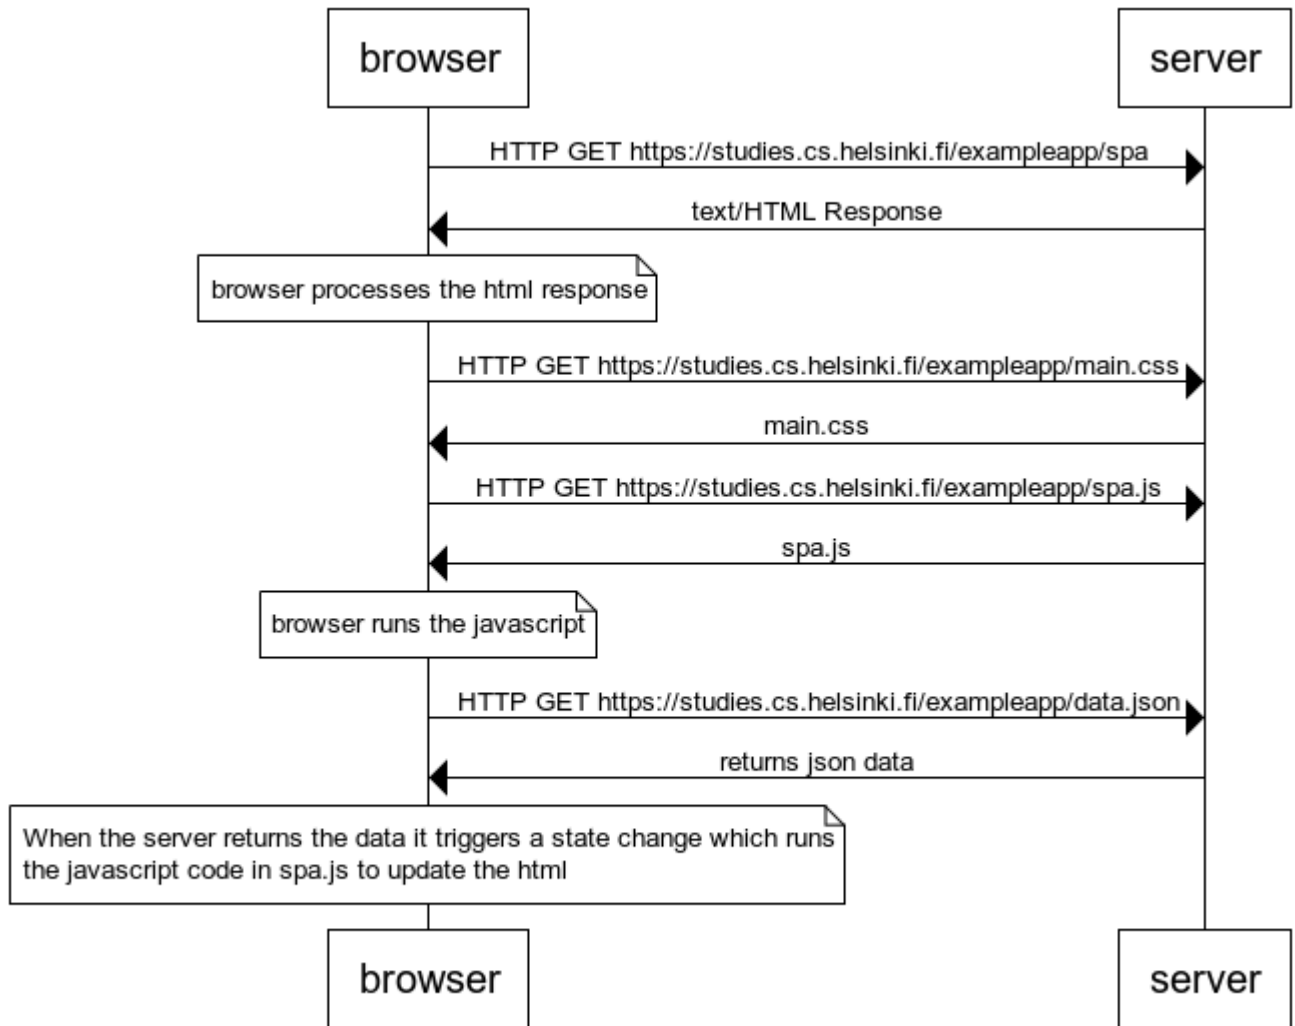 browser
server
HTTP GET https://studies.cs.helsinki.fi/exampleapp/spa
text/HTML Response
browser processes the html response
HTTP GET https://studies.cs.helsinki.fi/exampleapp/main.css
main.css
HTTP GET https://studies.cs.helsinki.fi/exampleapp/spa.js
spa.js
browser runs the javascript
HTTP GET https://studies.cs.helsinki.fi/exampleapp/data.json
returns json data
When the server returns the data it triggers a state change which runs
the javascript code in spa.js to update the html
browser
server